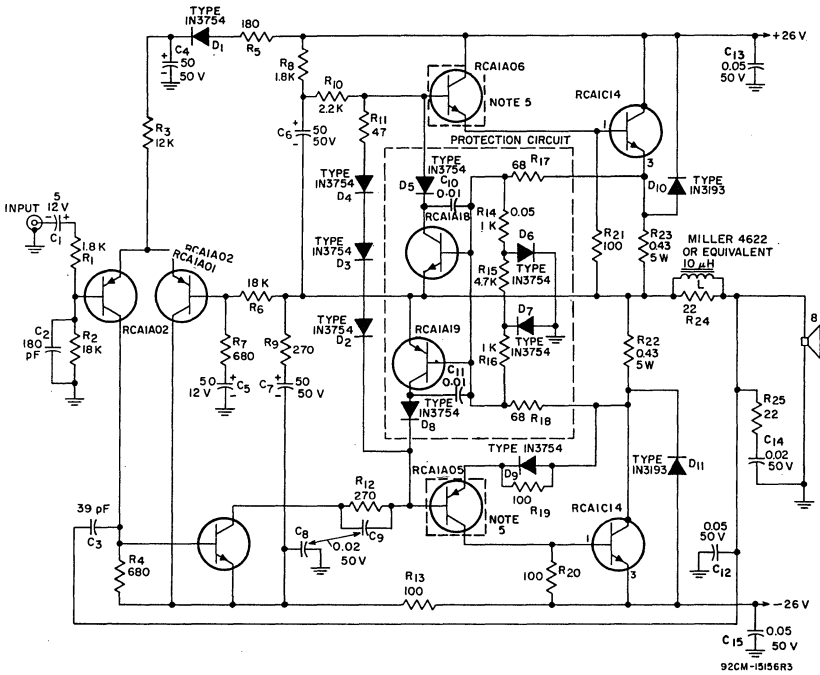 TYPE
IN3754
180
+26V
C4
50
50 V
D1
R5
R8
1.8K
R10
2.2 K
RCA1A06
NOTE 5
C13
0.05
50 V
RCA1C14
1
3
R3
12K
C6
50
50V
R11
47
PROTECTION CIRCUIT
TYPE
IN3754
D4
TYPE
IN3754
D5
C10
0.01
68 R17
RCA1A18
R14
1 K
0.05
D6
TYPE
IN3754
D10
TYPE
IN3193
INPUT
5
12 V
C1
1.8K
R1
TYPE
IN3754
D3
R15
4.7K
R21
100
R23
0.43
5 W
MILLER 4622
OR EQUIVALENT
10 µH
L
22
R24
8
RCA1A02
RCA1A01
RCA1A02
18 K
R6
C2
180
pF
R2
18K
R7
680
50
12 V
C5
R9
270
C7
50
50 V
TYPE
IN3754
D2
RCA1A19
D7
TYPE
IN3754
1 K
R16
C11
0.01
TYPE
IN3754
D8
68 R18
R22
0.43
5 W
R25
22
C14
0.02
50 V
TYPE IN3754
D9
100
R19
TYPE
IN3193
D11
RCA1A05
NOTE
5
R12
270
C9
C8
0.02
50 V
39 pF
C3
R4
680
RCA1C14
1
3
100
R20
R13
100
0.05
50 V
C12
-26V
C15
0.05
50 V
92CM-15156R3